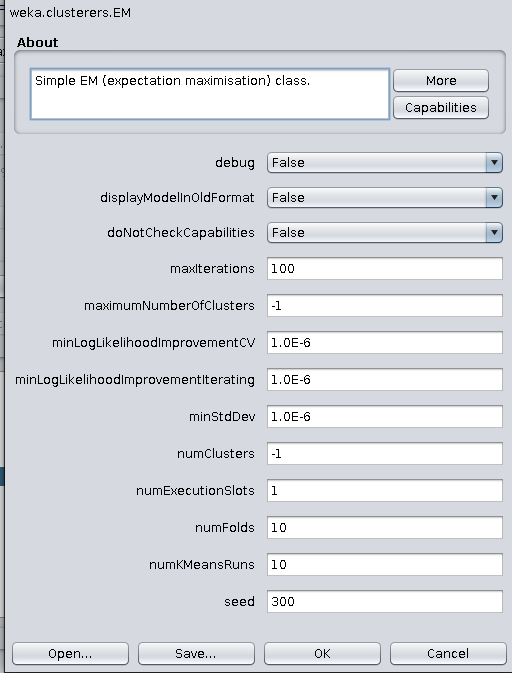 weka.clusterers.EM
About
Simple EM (expectation maximisation) class.
More
Capabilities
debug False
displayModelInOldFormat False
doNotCheckCapabilities False
maxIterations 100
maximumNumberOfClusters -1
minLogLikelihoodImprovementCV 1.0E-6
minLogLikelihoodImprovementIterating 1.0E-6
minStdDev 1.0E-6
numClusters -1
numExecutionSlots 1
numFolds 10
numKMeansRuns 10
seed 300
Open... Save... OK Cancel